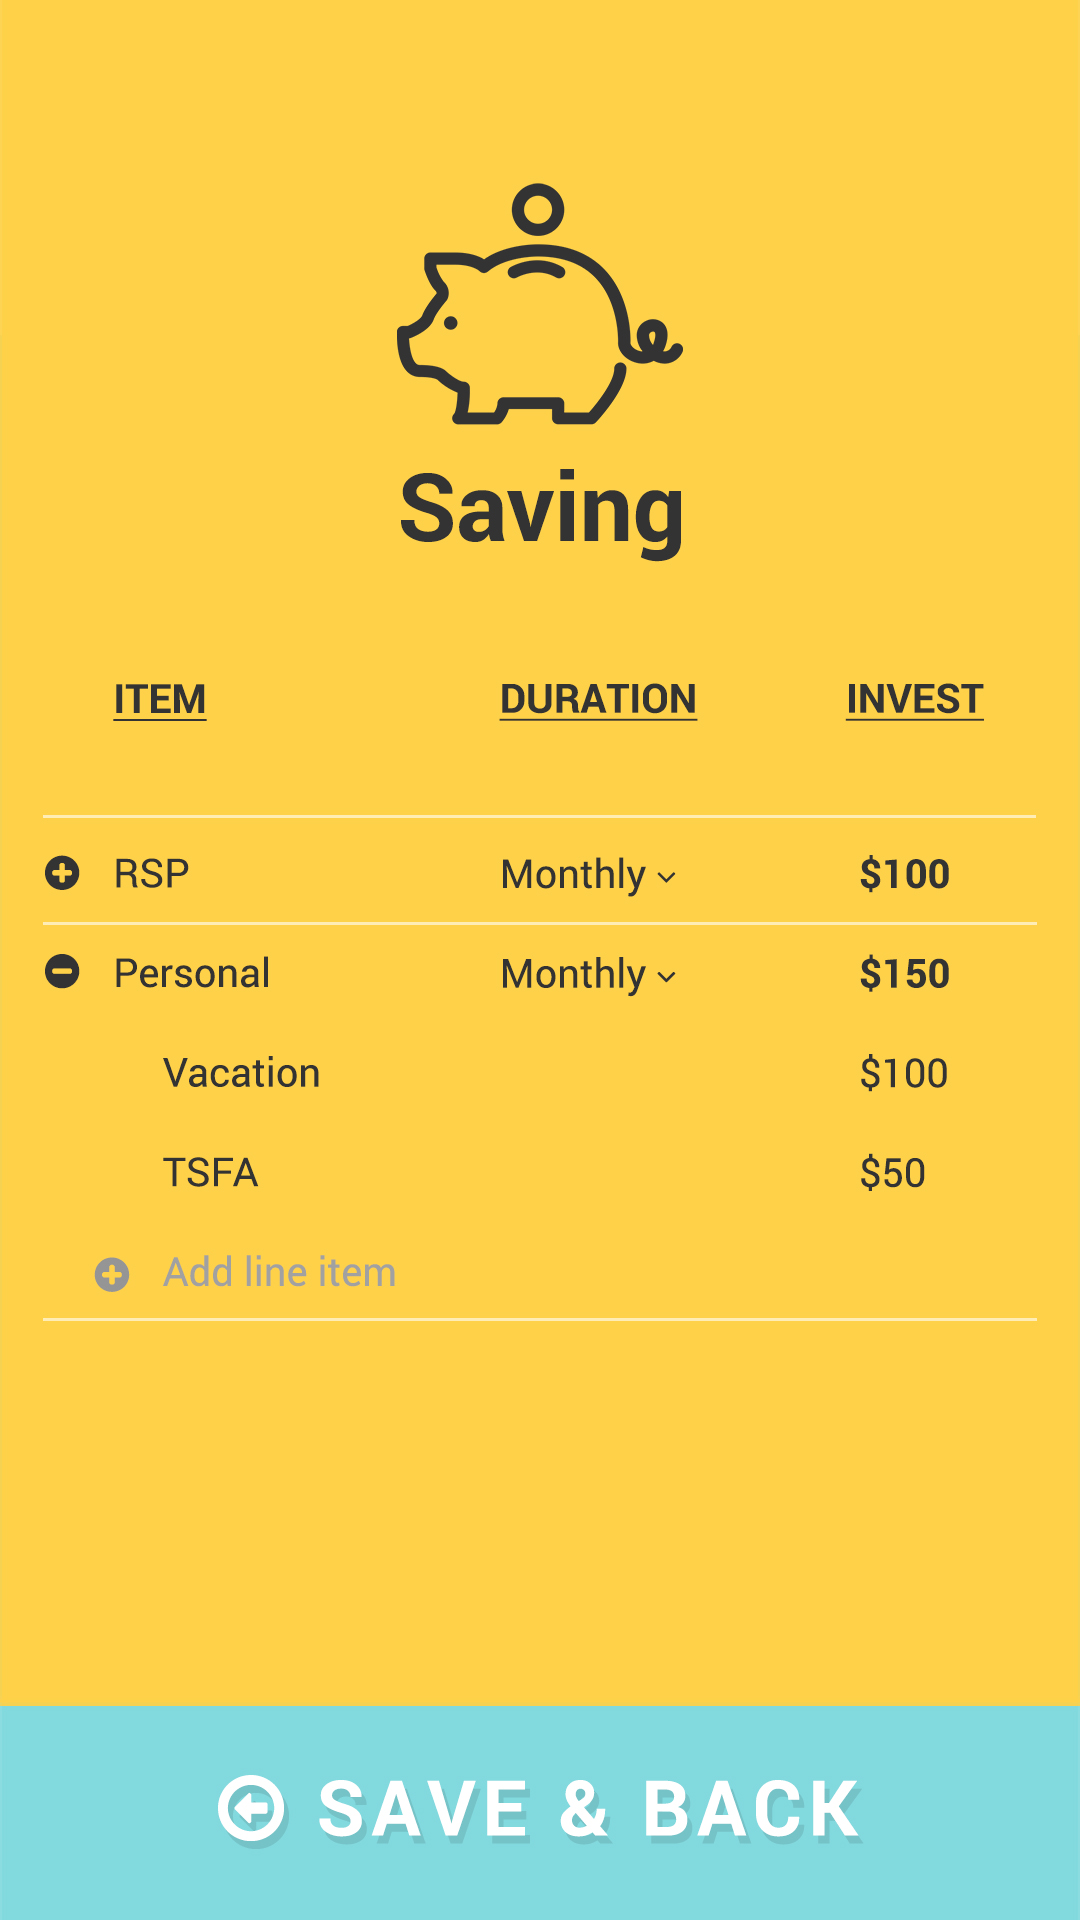 Saving
ITEM DURATION INVEST
RSP Monthly $100
Personal Monthly $150
Vacation $100
TSFA $50
Add line item
SAVE & BACK